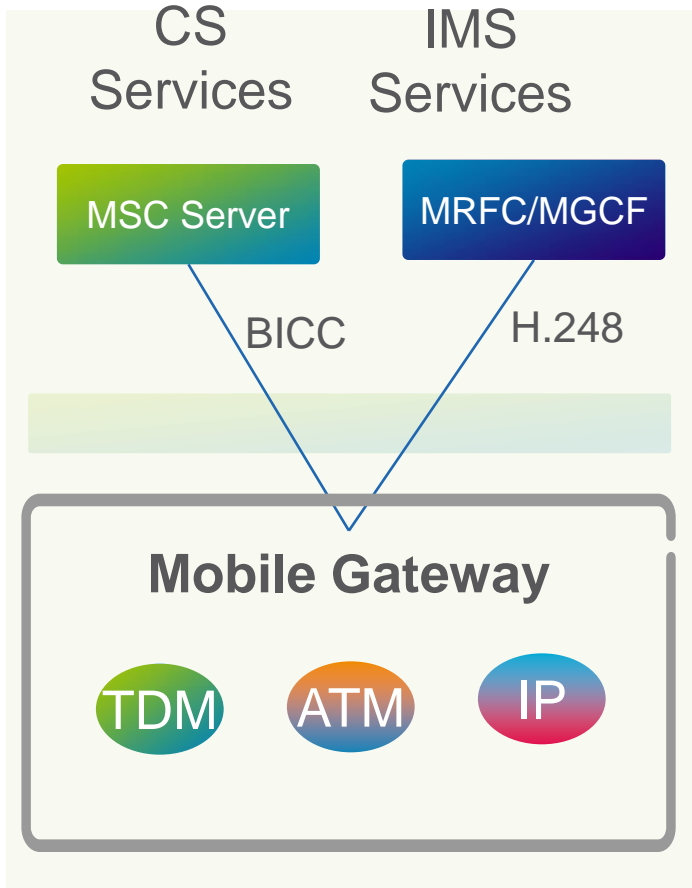 CS
Services
IMS
Services
MSC Server
MRFC/MGCF
BICC
H.248
Mobile Gateway
TDM
ATM
IP